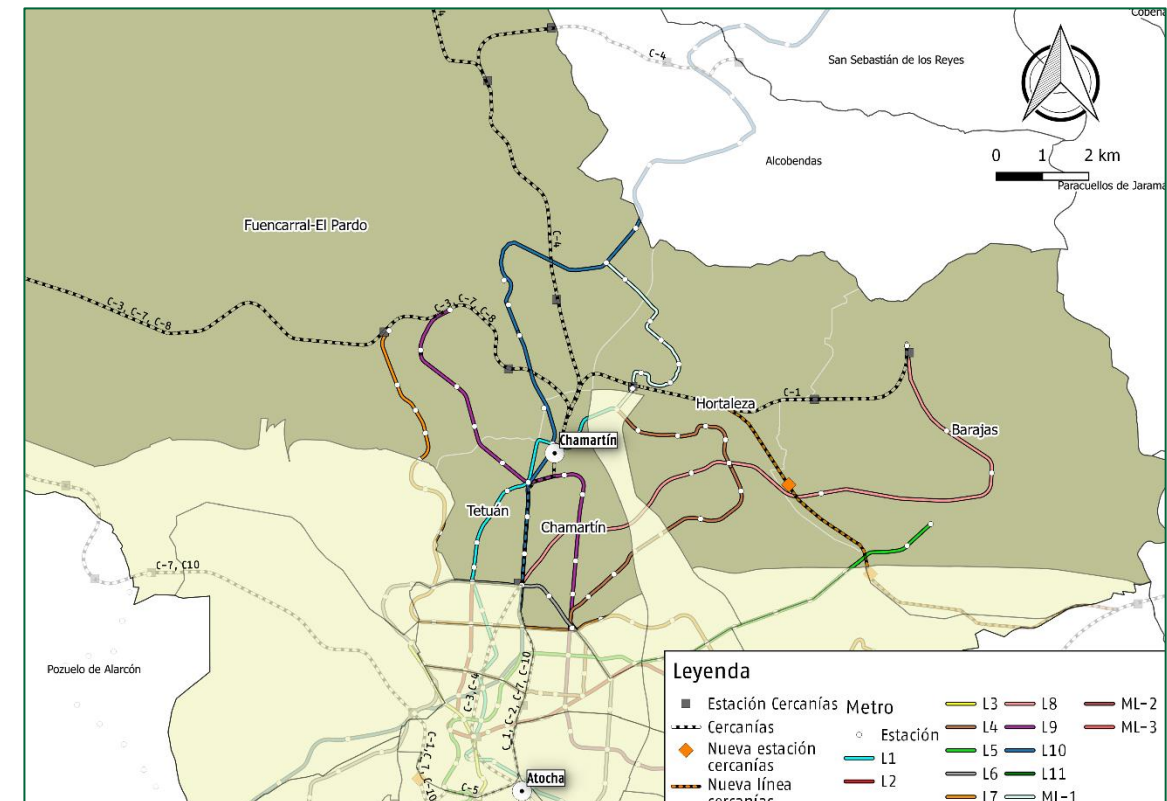 Cobeña
C-4
San Sebastián de los Reyes
C-4
Alcobendas
0 1 2 km
Paracuellos de Jarama
Fuencarral-El Pardo
C-4
C-3, C-7, C-8
C-3, C-7, C-8
C-1
Hortaleza
Barajas
Chamartín
Tetuán
Chamartín
C-7, C10
Pozuelo de Alarcón
C-3, C-4
C-1, C-2, C-7, C-10
C-5
Atocha
Leyenda
Estación Cercanías
Cercanías
Nueva estación
cercanías
Nueva línea
cercanías
Metro
Estación
L1
L2
L3
L4
L5
L6
L7
L8
L9
L10
L11
ML-1
ML-2
ML-3